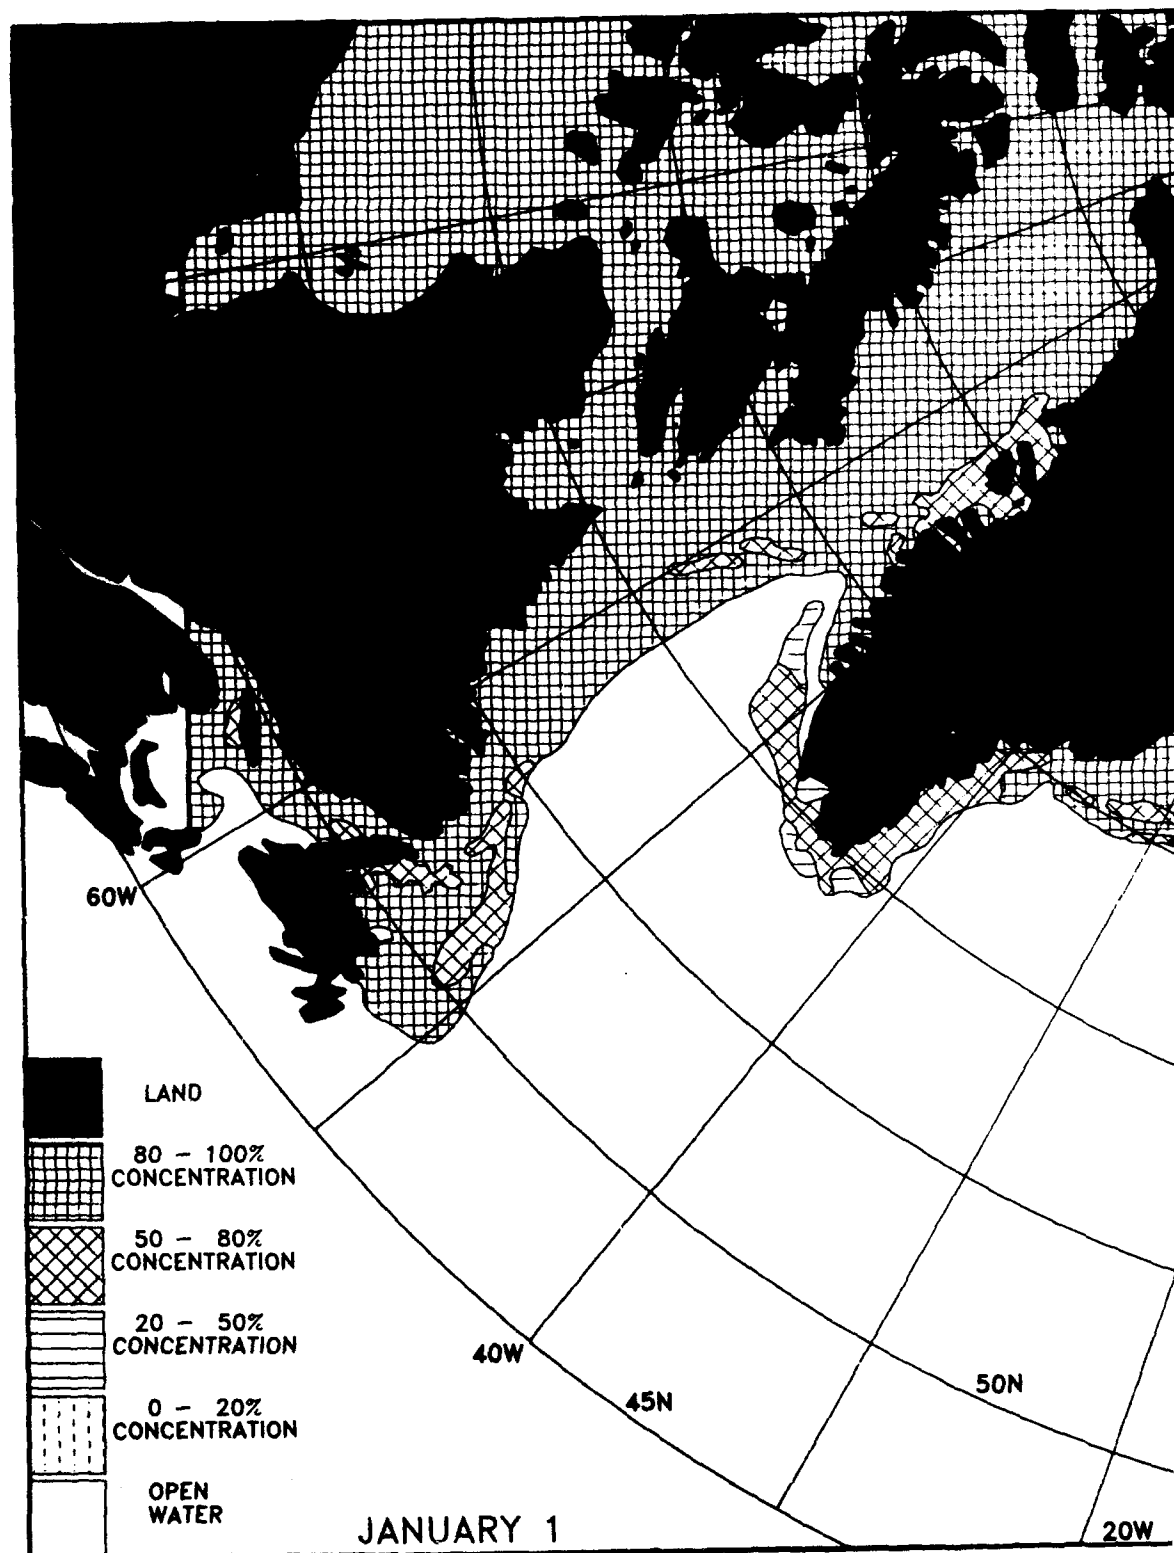 60W
LAND
80 - 100%
CONCENTRATION
50 - 80%
CONCENTRATION
20 - 50%
CONCENTRATION
0 - 20%
CONCENTRATION
OPEN
WATER
40W
45N
50N
JANUARY 1
20W